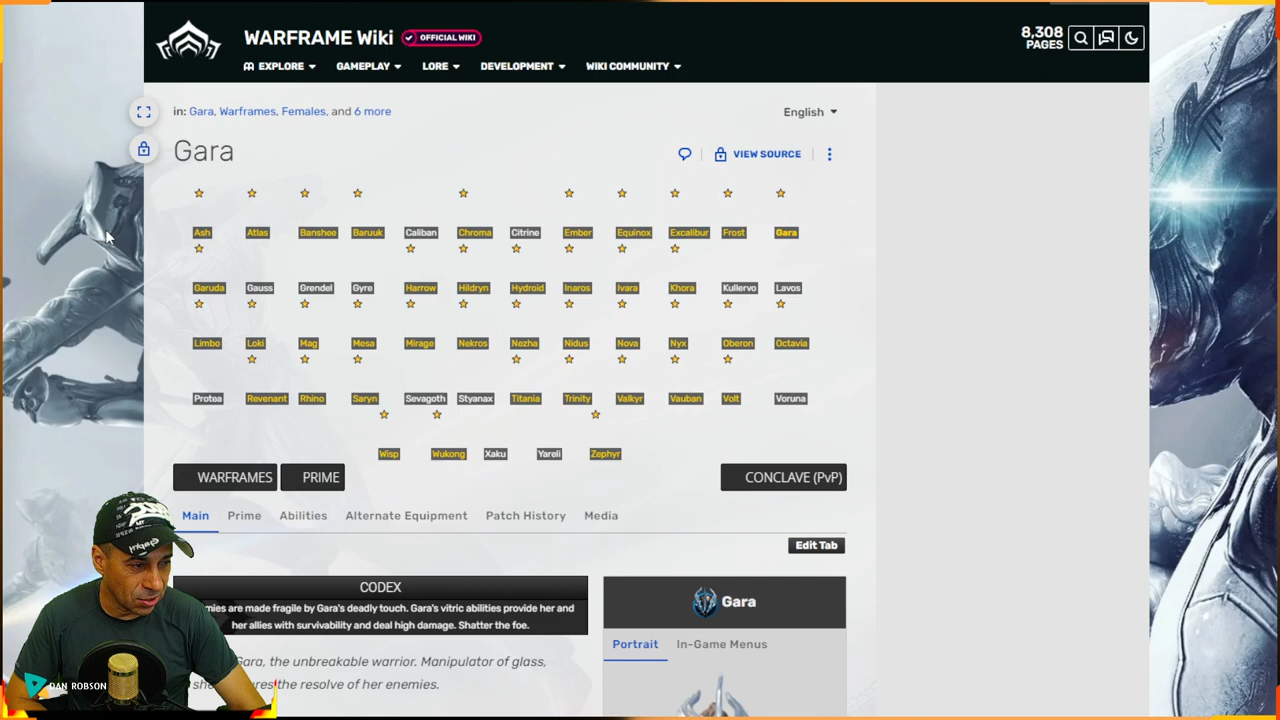 WARFRAME Wiki OFFICIAL WIKI
8,308
PAGES
EXPLORE GAMEPLAY LORE DEVELOPMENT WIKI COMMUNITY
in: Gara, Warframes, Females, and 6 more
English
Gara
VIEW SOURCE
Ash Atlas Banshee Baruuk Caliban Chroma Citrine Ember Equinox Excalibur Frost Gara
Garuda Gauss Grendel Gyre Harrow Hildryn Hydroid Inaros Ivara Khora Kullervo Lavos
Limbo Loki Mag Mesa Mirage Nekros Nezha Nidus Nova Nyx Oberon Octavia
Protea Revenant Rhino Saryn Sevagoth Styanax Titania Trinity Valkyr Vauban Volt Voruna
Wisp Wukong Xaku Yareli Zephyr
WARFRAMES PRIME CONCLAVE (PvP)
Main Prime Abilities Alternate Equipment Patch History Media
Edit Tab
CODEX
are made fragile by Gara's deadly touch. Gara's vitric abilities provide her and
her allies with survivability and deal high damage. Shatter the foe.
Gara
Portrait In-Game Menus
Gara, the unbreakable warrior. Manipulator of glass,
the resolve of her enemies.
DAN ROBSON